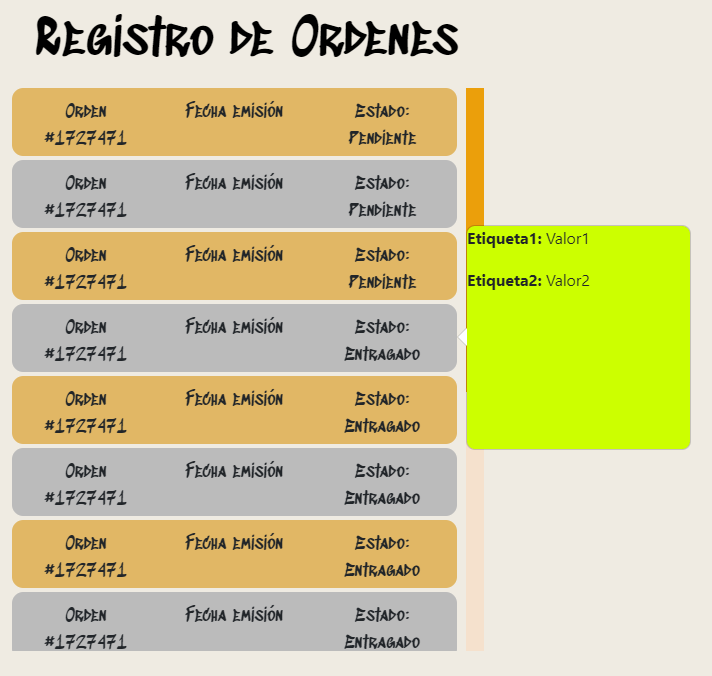 Registro de Ordenes
Orden Fecha emisión Estado:
#1727471 Pendiente
Orden Fecha emisión Estado:
#1727471 Pendiente
Orden Fecha emisión Estado:
#1727471 Pendiente
Orden Fecha emisión Estado:
#1727471 Entragado
Orden Fecha emisión Estado:
#1727471 Entragado
Orden Fecha emisión Estado:
#1727471 Entragado
Orden Fecha emisión Estado:
#1727471 Entragado
Orden Fecha emisión Estado:
#1727471 Entragado
Etiqueta1: Valor1
Etiqueta2: Valor2